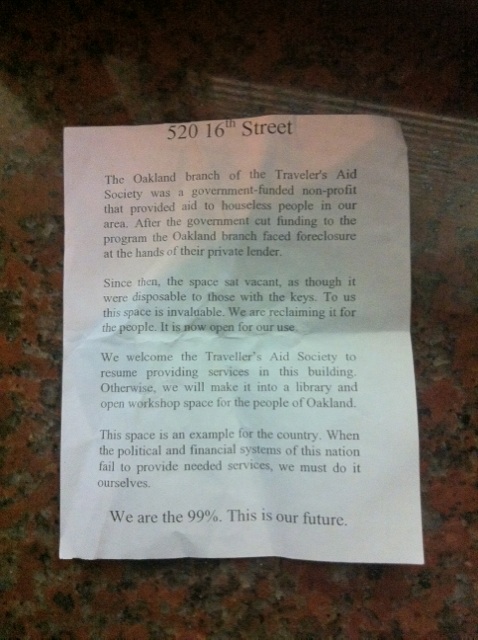 520 16th Street
The Oakland branch of the Traveler's Aid
Society was a government-funded non-profit
that provided aid to houseless people in our
area. After the government cut funding to the
program the Oakland branch faced foreclosure
at the hands of their private lender.
Since then, the space sat vacant, as though it
were disposable to those with the keys. To us
this space is invaluable. We are reclaiming it for
the people. It is now open for our use.
We welcome the Traveller's Aid Society to
resume providing services in this building.
Otherwise, we will make it into a library and
open workshop space for the people of Oakland.
This space is an example for the country. When
the political and financial systems of this nation
fail to provide needed services, we must do it
ourselves.
We are the 99%. This is our future.